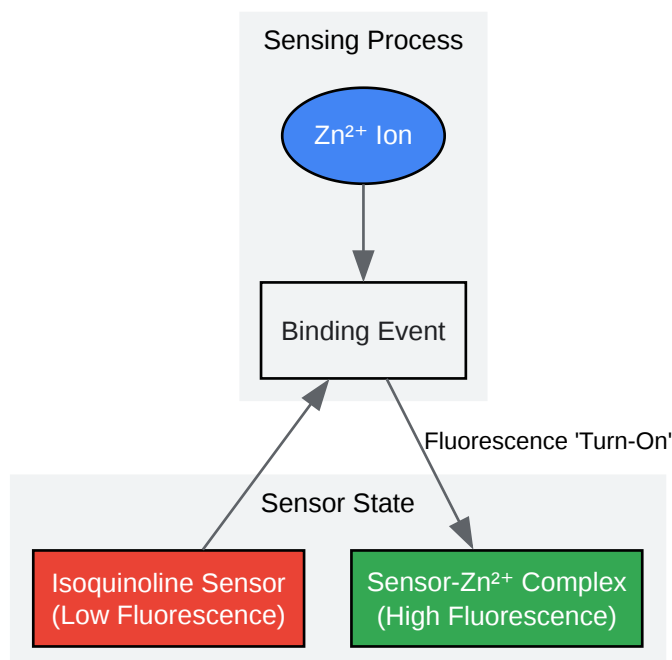 Sensing Process
Zn²⁺ Ion
Binding Event
Fluorescence 'Turn-On'
Sensor State
Isoquinoline Sensor
(Low Fluorescence)
Sensor-Zn²⁺ Complex
(High Fluorescence)